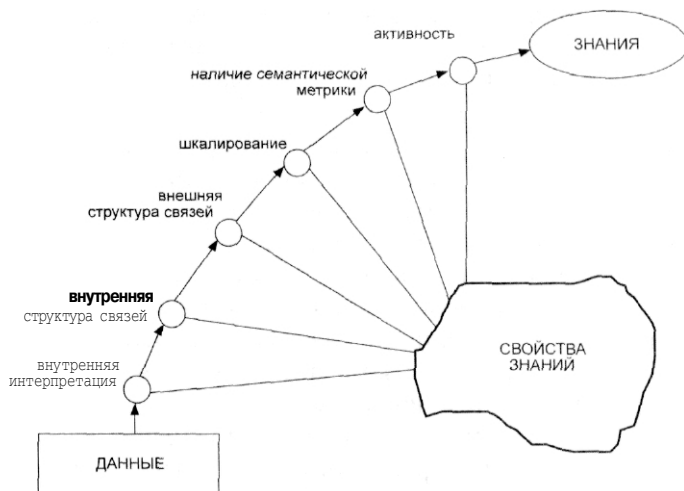 активность
ЗНАНИЯ
наличие семантической
метрики
шкалирование
внешняя
структура связей
внутренняя
структура связей
СВОЙСТВА
ЗНАНИЙ
внутренняя
интерпретация
ДАННЫЕ